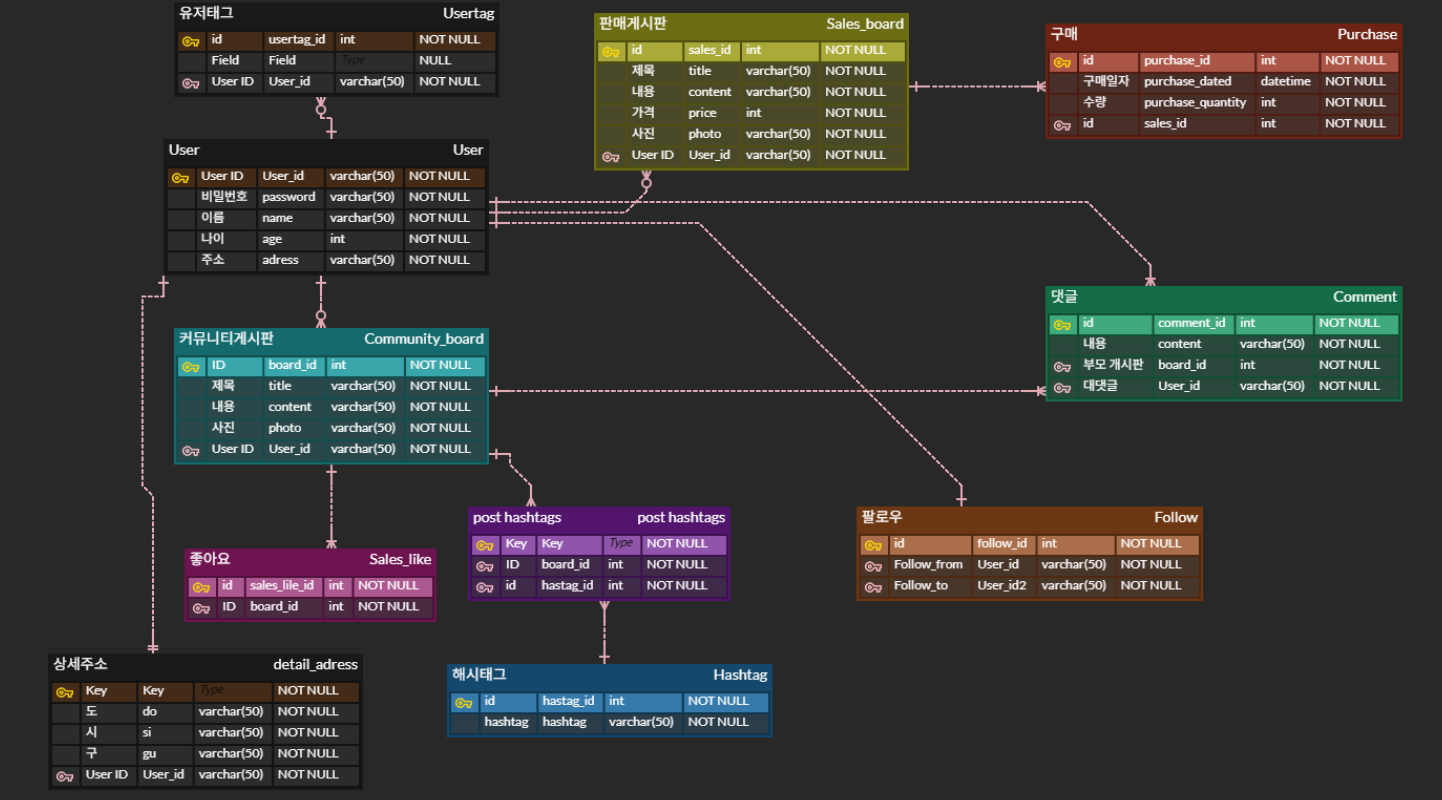 유저태그 Usertag
id usertag_id int NOT NULL
Field Field Type NULL
User ID User_id varchar(50) NOT NULL
판매게시판 Sales_board
id sales_id int NOT NULL
제목 title varchar(50) NOT NULL
내용 content varchar(50) NOT NULL
가격 price int NOT NULL
사진 photo varchar(50) NOT NULL
User ID User_id varchar(50) NOT NULL
구매 Purchase
id purchase_id int NOT NULL
구매일자 purchase_dated datetime NOT NULL
수량 purchase_quantity int NOT NULL
id sales_id int NOT NULL
User User
User ID User_id varchar(50) NOT NULL
비밀번호 password varchar(50) NOT NULL
이름 name varchar(50) NOT NULL
나이 age int NOT NULL
주소 adress varchar(50) NOT NULL
댓글 Comment
id comment_id int NOT NULL
내용 content varchar(50) NOT NULL
부모 개시판 board_id int NOT NULL
대댓글 User_id varchar(50) NOT NULL
커뮤니티게시판 Community_board
ID board_id int NOT NULL
제목 title varchar(50) NOT NULL
내용 content varchar(50) NOT NULL
사진 photo varchar(50) NOT NULL
User ID User_id varchar(50) NOT NULL
post hashtags post hashtags
Key Key Type NOT NULL
ID board_id int NOT NULL
id hastag_id int NOT NULL
팔로우 Follow
id follow_id int NOT NULL
Follow_from User_id varchar(50) NOT NULL
Follow_to User_id2 varchar(50) NOT NULL
좋아요 Sales_like
id sales_lile_id int NOT NULL
ID board_id int NOT NULL
상세주소 detail_adress
Key Key Type NOT NULL
도 do varchar(50) NOT NULL
시 si varchar(50) NOT NULL
구 gu varchar(50) NOT NULL
User ID User_id varchar(50) NOT NULL
해시태그 Hashtag
id hastag_id int NOT NULL
hashtag hashtag varchar(50) NOT NULL